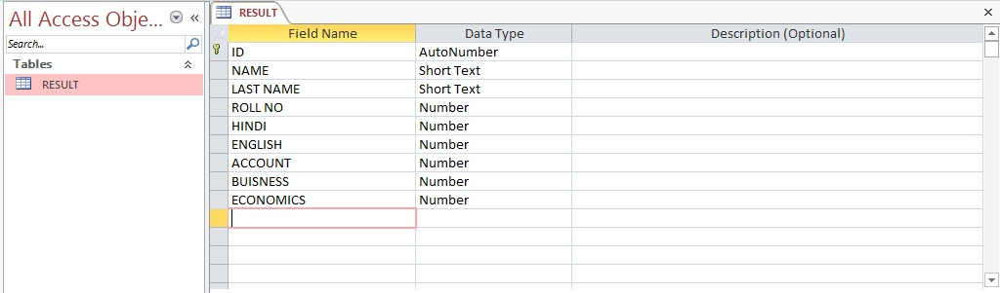 All Access Obje...
Search...
Tables
RESULT
RESULT
Field Name Data Type Description (Optional)
ID AutoNumber
NAME Short Text
LAST NAME Short Text
ROLL NO Number
HINDI Number
ENGLISH Number
ACCOUNT Number
BUISNESS Number
ECONOMICS Number